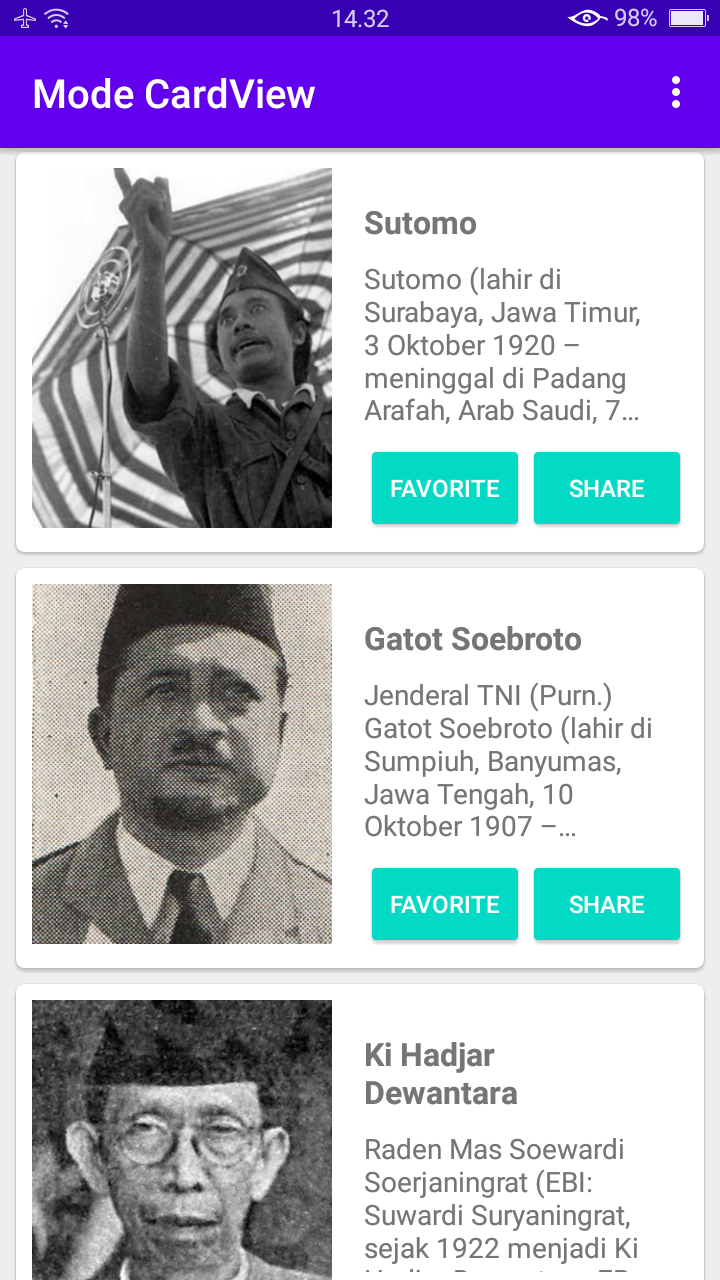 14.32
98%
Mode CardView
Sutomo
Sutomo (lahir di
Surabaya, Jawa Timur,
3 Oktober 1920 –
meninggal di Padang
Arafah, Arab Saudi, 7…
FAVORITE
SHARE
Gatot Soebroto
Jenderal TNI (Purn.)
Gatot Soebroto (lahir di
Sumpiuh, Banyumas,
Jawa Tengah, 10
Oktober 1907 –…
FAVORITE
SHARE
Ki Hadjar
Dewantara
Raden Mas Soewardi
Soerjaningrat (EBI:
Suwardi Suryaningrat,
sejak 1922 menjadi Ki